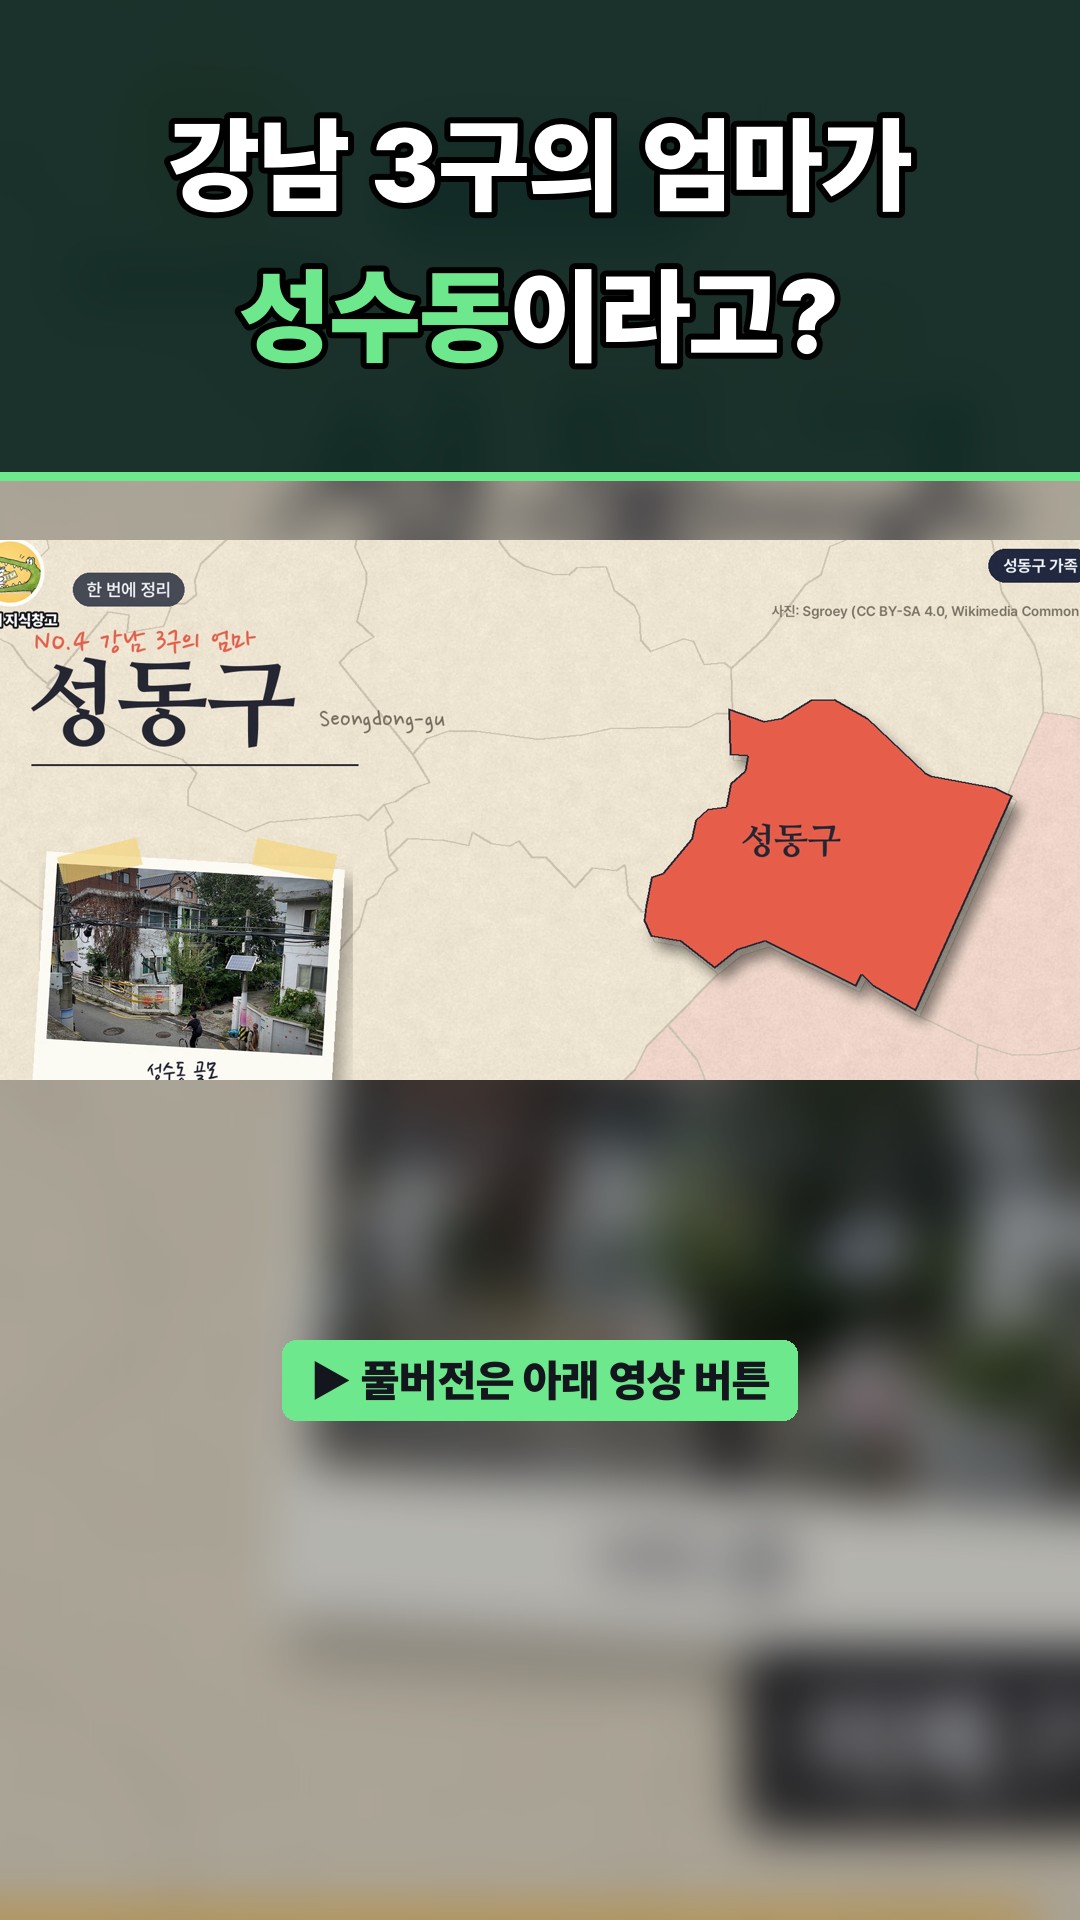 강남 3구의 엄마가
성수동이라고?
한 번에 정리
성동구 가족
지식창고
사진: Sgroey (CC BY-SA 4.0, Wikimedia Common
NO.4 강남 3구의 엄마
성동구
Seongdong-gu
성동구
성수동 골목
▶ 풀버전은 아래 영상 버튼